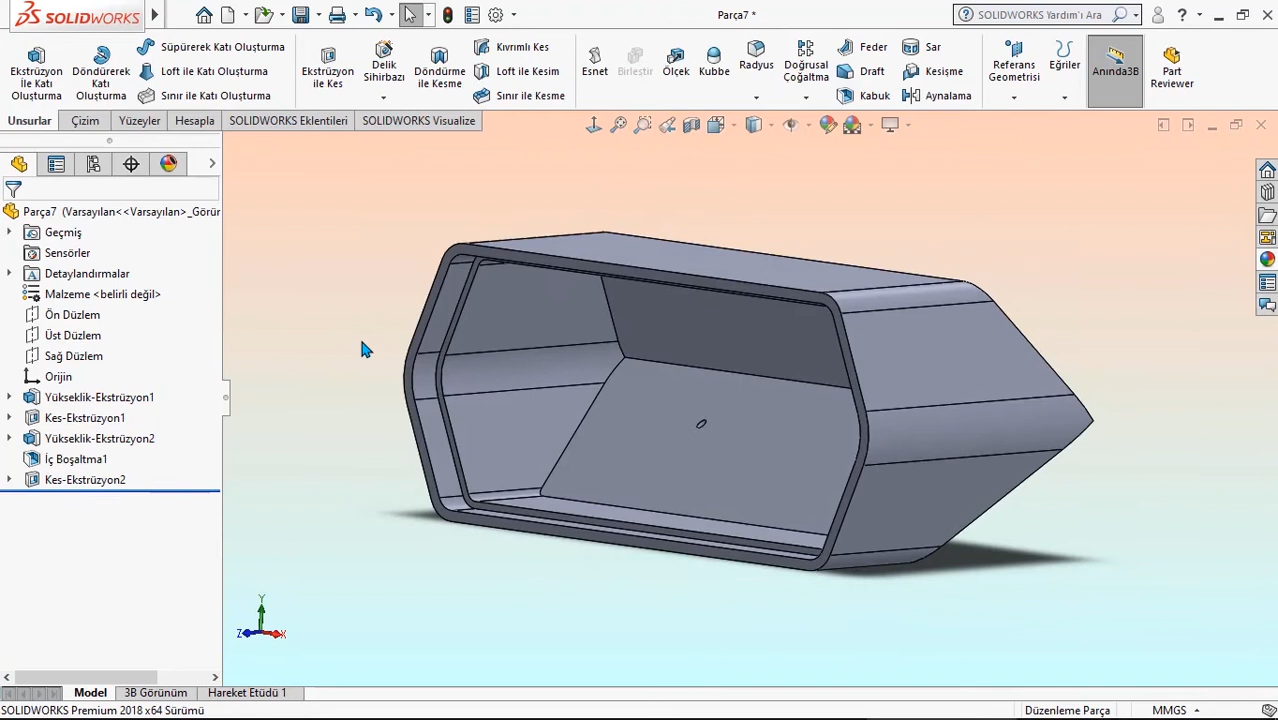 SOLIDWORKS
Parça7 *
SOLIDWORKS Yardım'ı Ara
Ekstrüzyon
İle Katı
Oluşturma
Döndürerek
Katı
Oluşturma
Süpürerek Katı Oluşturma
Loft ile Katı Oluşturma
Sınır ile Katı Oluşturma
Ekstrüzyon
ile Kes
Delik
Sihirbazı
Döndürme
ile Kesme
Kıvrımlı Kes
Loft ile Kesim
Sınır ile Kesme
Esnet
Birleştir
Ölçek
Kubbe
Radyus
Doğrusal
Çoğaltma
Feder
Draft
Kabuk
Sar
Kesişme
Aynalama
Referans
Geometrisi
Eğriler
Anında3B
Part
Reviewer
Unsurlar
Çizim
Yüzeyler
Hesapla
SOLIDWORKS Eklentileri
SOLIDWORKS Visualize
Parça7 (Varsayılan<<Varsayılan>_Görür
Geçmiş
Sensörler
Detaylandırmalar
Malzeme <belirli değil>
Ön Düzlem
Üst Düzlem
Sağ Düzlem
Orijin
Yükseklik-Ekstrüzyon1
Kes-Ekstrüzyon1
Yükseklik-Ekstrüzyon2
İç Boşaltma1
Kes-Ekstrüzyon2
Y
Z
X
Model
3B Görünüm
Hareket Etüdü 1
SOLIDWORKS Premium 2018 x64 Sürümü
Düzenleme Parça
MMGS